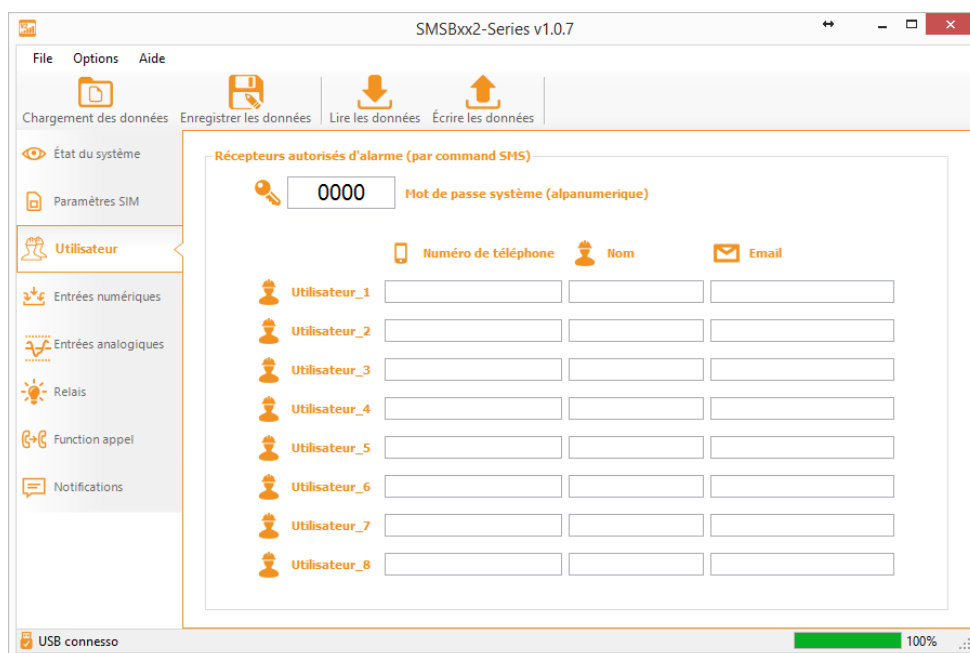 SMSBxx2-Series v1.0.7
File Options Aide
Chargement des données Enregistrer les données Lire les données Écrire les données
État du système
Paramètres SIM
Utilisateur
Entrées numériques
Entrées analogiques
Relais
Function appel
Notifications
Récepteurs autorisés d'alarme (par command SMS)
0000 Mot de passe système (alpanumerique)
Numéro de téléphone Nom Email
Utilisateur_1
Utilisateur_2
Utilisateur_3
Utilisateur_4
Utilisateur_5
Utilisateur_6
Utilisateur_7
Utilisateur_8
USB connesso 100%